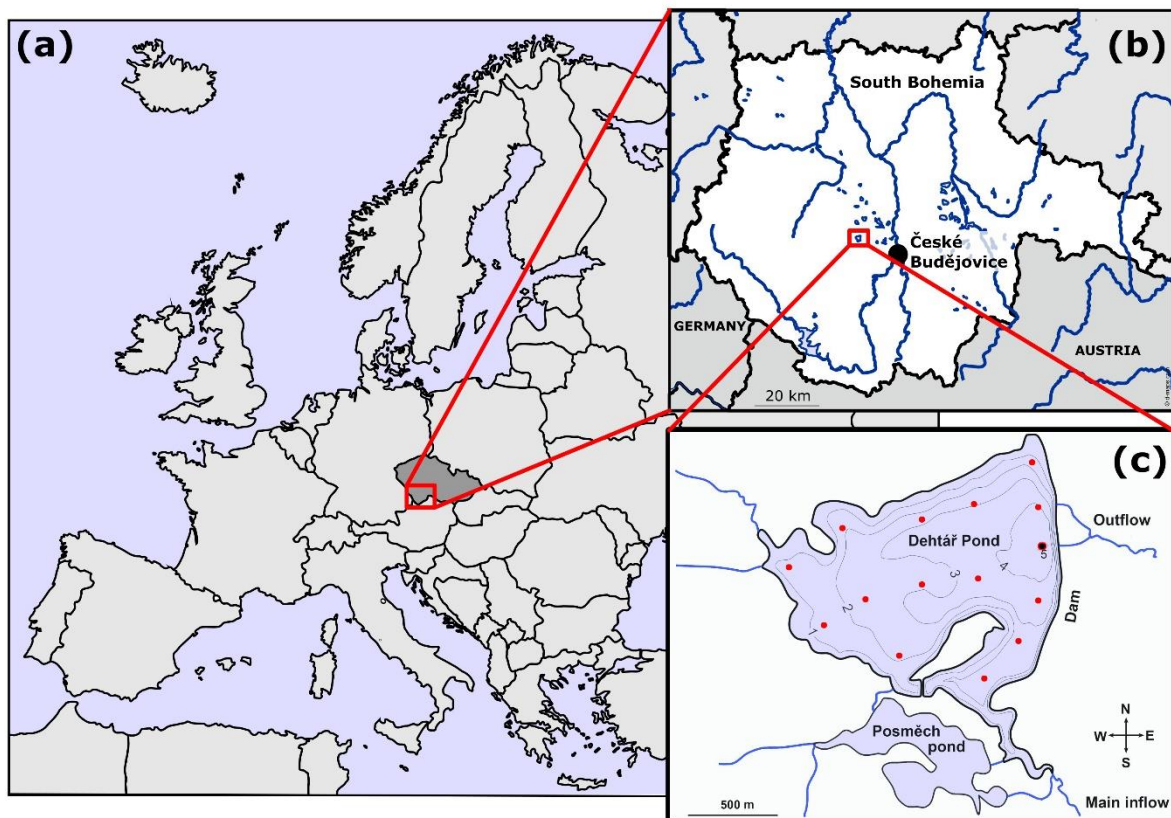 (a)
(b)
South Bohemia
České
Budějovice
GERMANY
AUSTRIA
20 km
(c)
Outflow
Dehtář Pond
5
4
3
2
1
Dam
Posměch
pond
N
W E
S
500 m
Main inflow